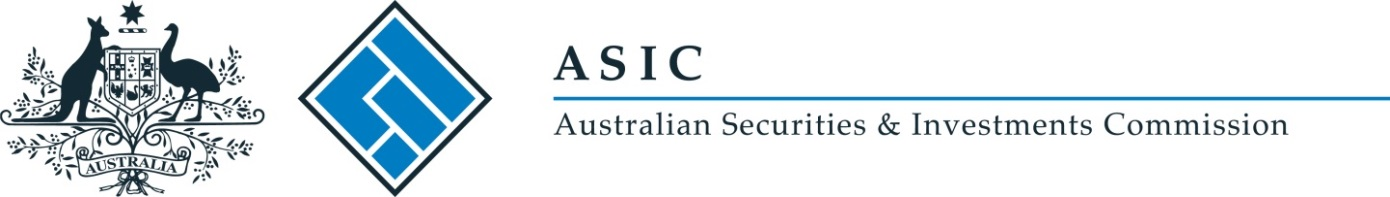 AUSTRALIA
ASIC
Australian Securities & Investments Commission